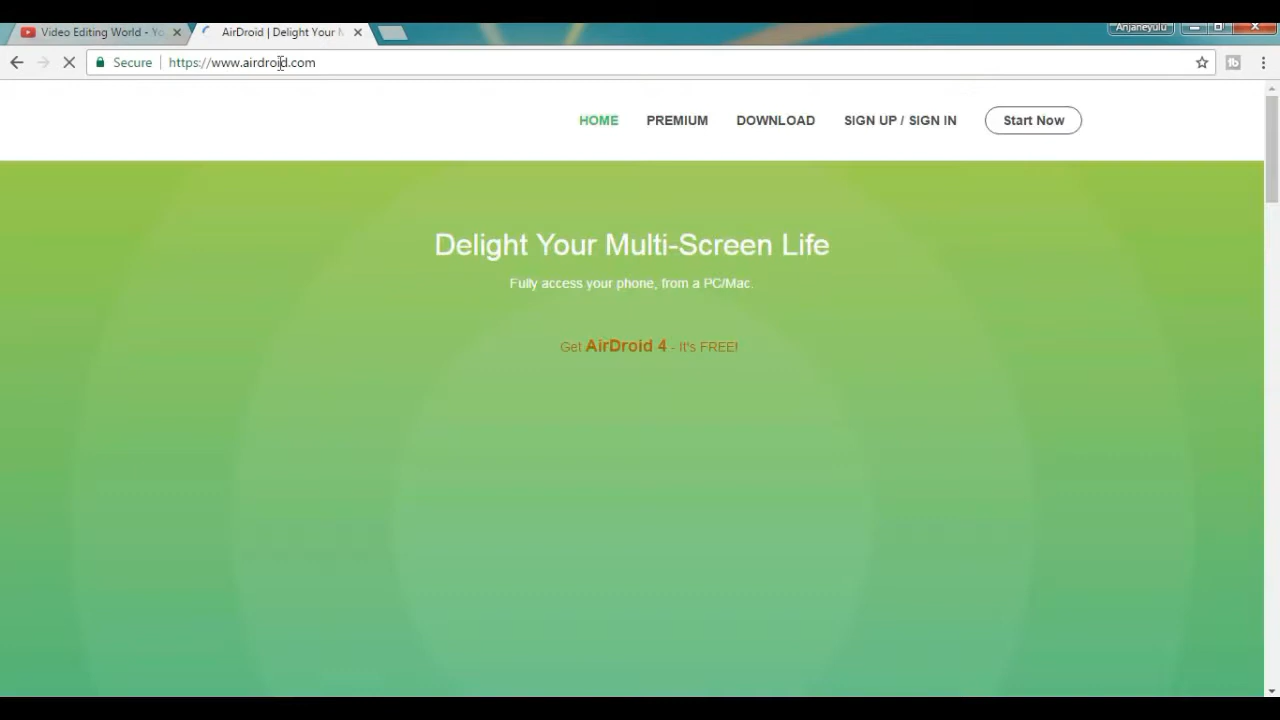 Video Editing World - Yo
AirDroid | Delight Your M
Anjaneyulu
Secure
https://www.airdroid.com
HOME
PREMIUM
DOWNLOAD
SIGN UP / SIGN IN
Start Now
Delight Your Multi-Screen Life
Fully access your phone, from a PC/Mac.
Get AirDroid 4 - It's FREE!